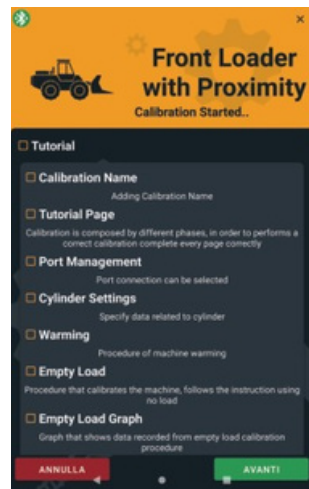 Front Loader
with Proximity
Calibration Started..
Tutorial
Calibration Name
Adding Calibration Name
Tutorial Page
Calibration is composed by different phases, in order to performs a
correct calibration complete every page correctly
Port Management
Port connection can be selected
Cylinder Settings
Specify data related to cylinder
Warming
Procedure of machine warming
Empty Load
Procedure that calibrates the machine, follows the instruction using
no load
Empty Load Graph
Graph that shows data recorded from empty load calibration
procedure
ANNULLA
AVANTI